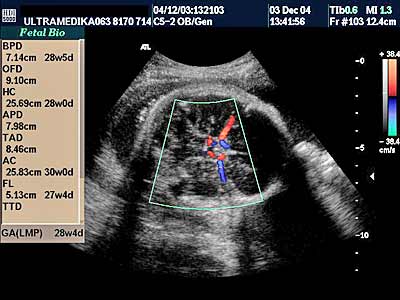 ULTRAMEDIKA063 8170 714
04/12/03:132103
C5-2 OB/Gen
03 Dec 04
13:41:56
TIb0.6 MI 1.3
Fr #103 12.4cm
Fetal Bio
BPD
7.14cm 28w5d
OFD
9.10cm
HC
25.69cm 28w0d
APD
7.98cm
TAD
8.46cm
AC
25.83cm 30w0d
FL
5.13cm 27w4d
TTD
GA(LMP) 28w4d
ATL
0
5
10
38.4
- 38.4
cm/s